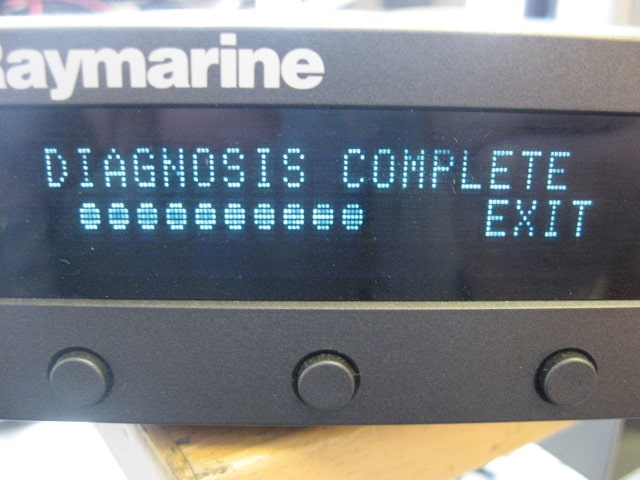 Raymarine
DIAGNOSIS COMPLETE
●●●●●●●●●● EXIT